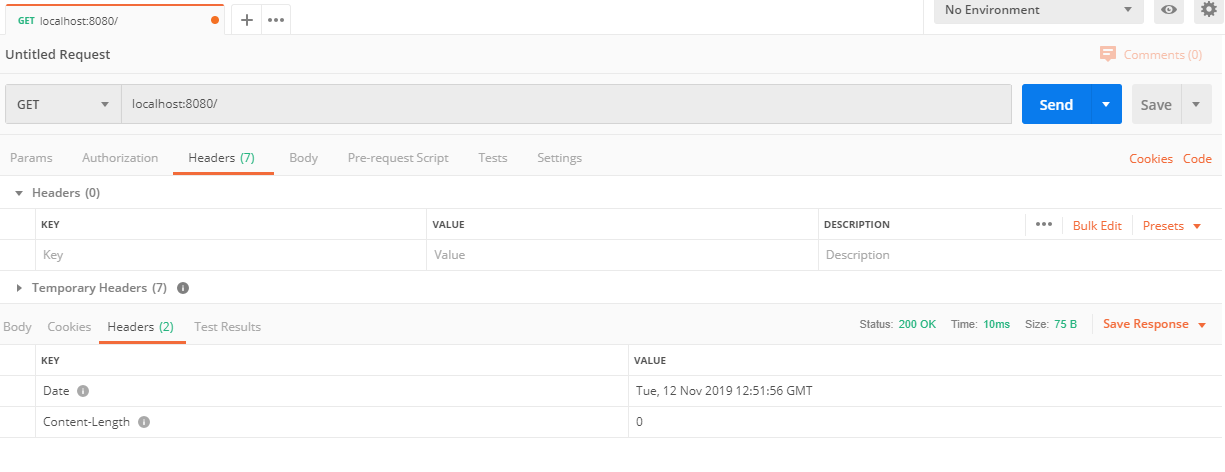 GET localhost:8080/
No Environment
Untitled Request
Comments (0)
GET localhost:8080/ Send Save
Params Authorization Headers (7) Body Pre-request Script Tests Settings Cookies Code
Headers (0)
KEY VALUE DESCRIPTION ••• Bulk Edit Presets
Key Value Description
Temporary Headers (7)
Body Cookies Headers (2) Test Results Status: 200 OK Time: 10ms Size: 75 B Save Response
KEY VALUE
Date Tue, 12 Nov 2019 12:51:56 GMT
Content-Length 0